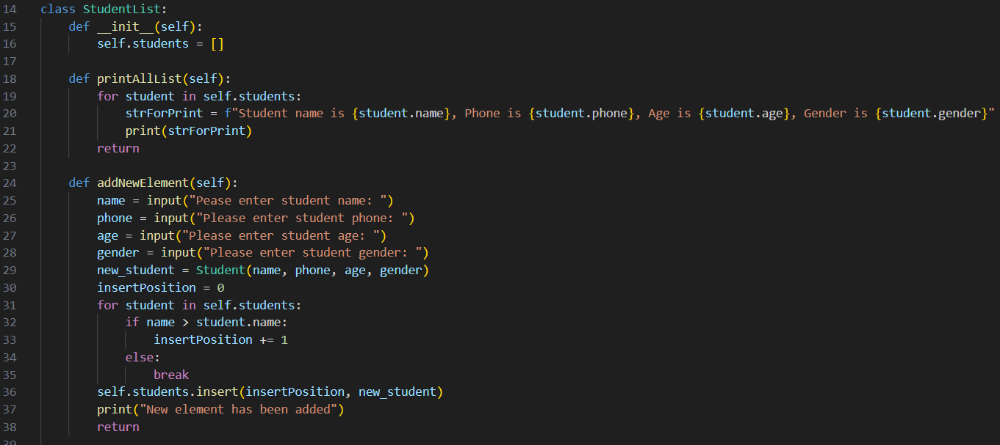 14 class StudentList:
15     def __init__(self):
16         self.students = []
17
18     def printAllList(self):
19         for student in self.students:
20             strForPrint = f"Student name is {student.name}, Phone is {student.phone}, Age is {student.age}, Gender is {student.gender}"
21             print(strForPrint)
22         return
23
24     def addNewElement(self):
25         name = input("Pease enter student name: ")
26         phone = input("Please enter student phone: ")
27         age = input("Please enter student age: ")
28         gender = input("Please enter student gender: ")
29         new_student = Student(name, phone, age, gender)
30         insertPosition = 0
31         for student in self.students:
32             if name > student.name:
33                 insertPosition += 1
34             else:
35                 break
36         self.students.insert(insertPosition, new_student)
37         print("New element has been added")
38         return
39